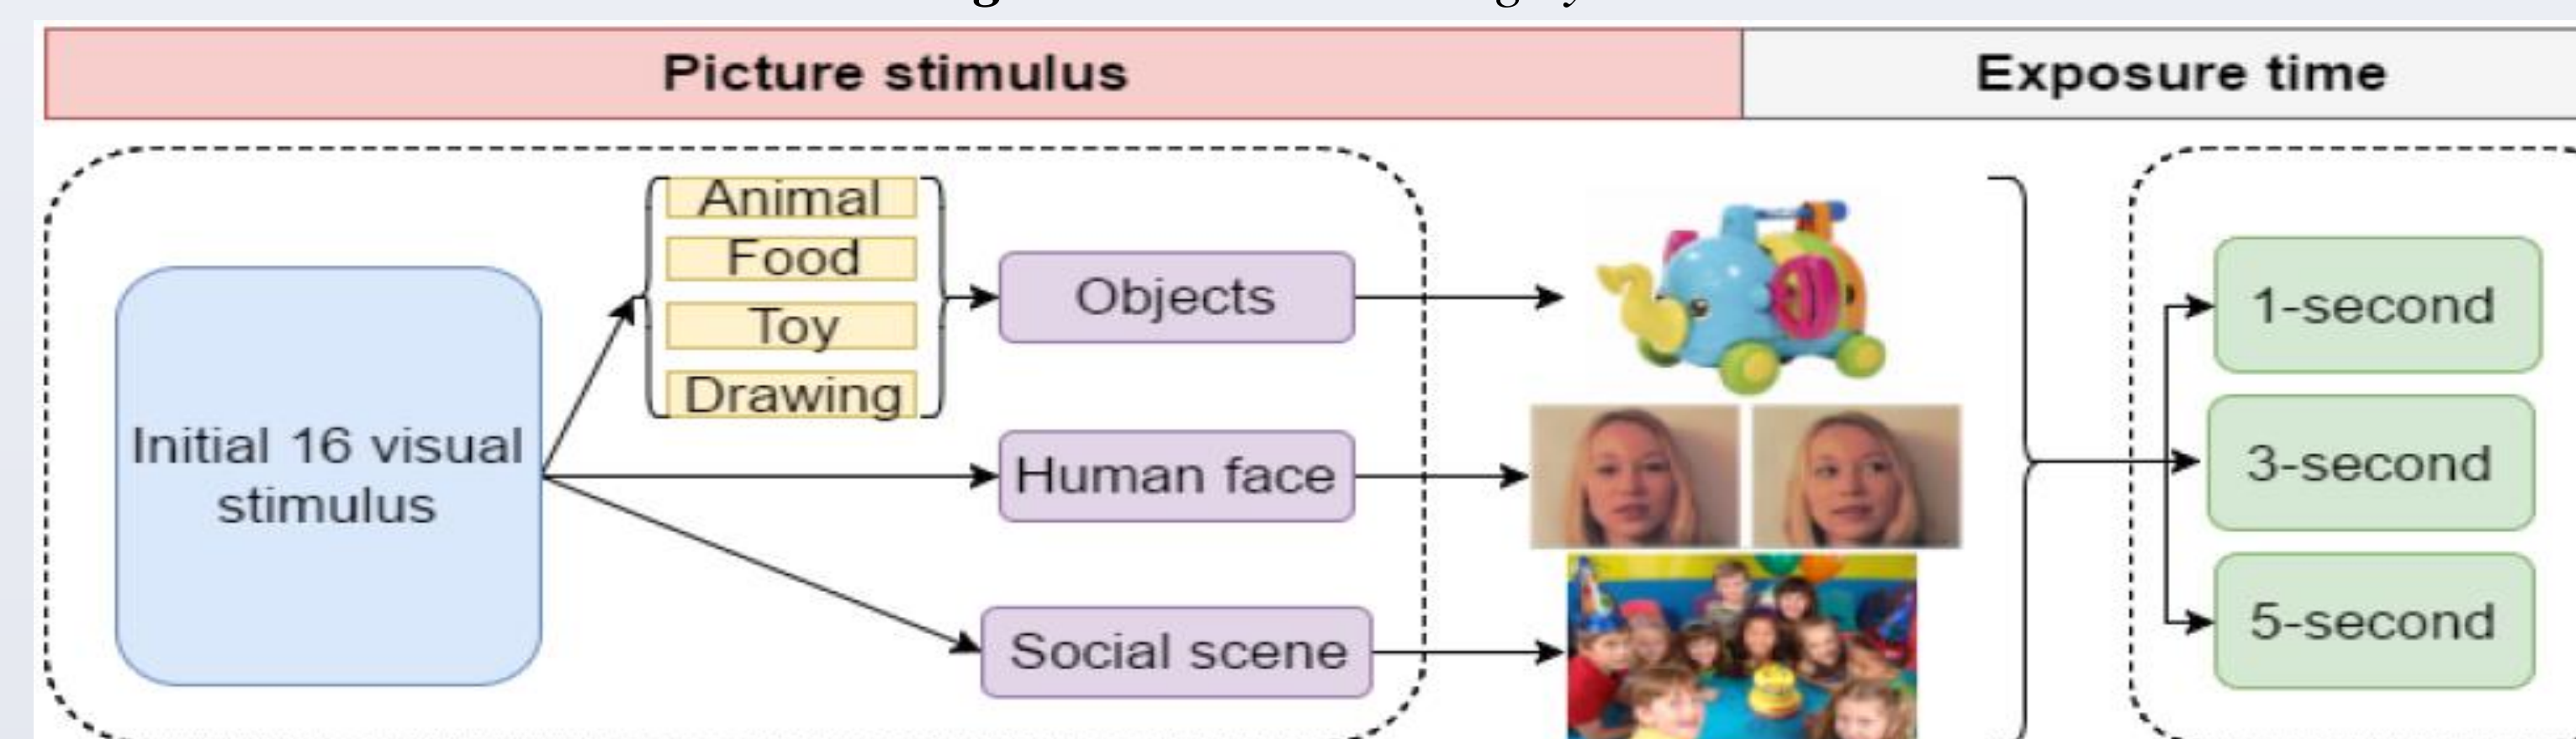 Picture stimulus
Exposure time
Animal
Food
Toy
Drawing
Objects
Initial 16 visual
stimulus
Human face
Social scene
1-second
3-second
5-second